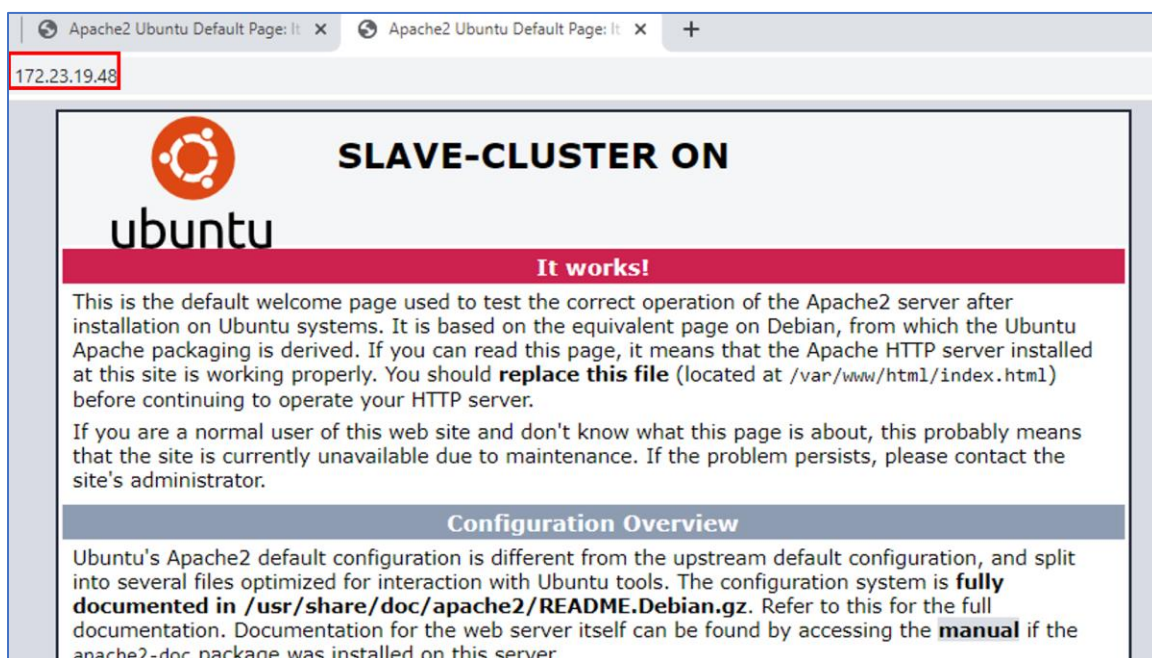 Apache2 Ubuntu Default Page: It
Apache2 Ubuntu Default Page: It
172.23.19.48
ubuntu
SLAVE-CLUSTER ON
It works!
This is the default welcome page used to test the correct operation of the Apache2 server after
installation on Ubuntu systems. It is based on the equivalent page on Debian, from which the Ubuntu
Apache packaging is derived. If you can read this page, it means that the Apache HTTP server installed
at this site is working properly. You should replace this file (located at /var/www/html/index.html)
before continuing to operate your HTTP server.
If you are a normal user of this web site and don't know what this page is about, this probably means
that the site is currently unavailable due to maintenance. If the problem persists, please contact the
site's administrator.
Configuration Overview
Ubuntu's Apache2 default configuration is different from the upstream default configuration, and split
into several files optimized for interaction with Ubuntu tools. The configuration system is fully
documented in /usr/share/doc/apache2/README.Debian.gz. Refer to this for the full
documentation. Documentation for the web server itself can be found by accessing the manual if the
apache2-doc package was installed on this server.